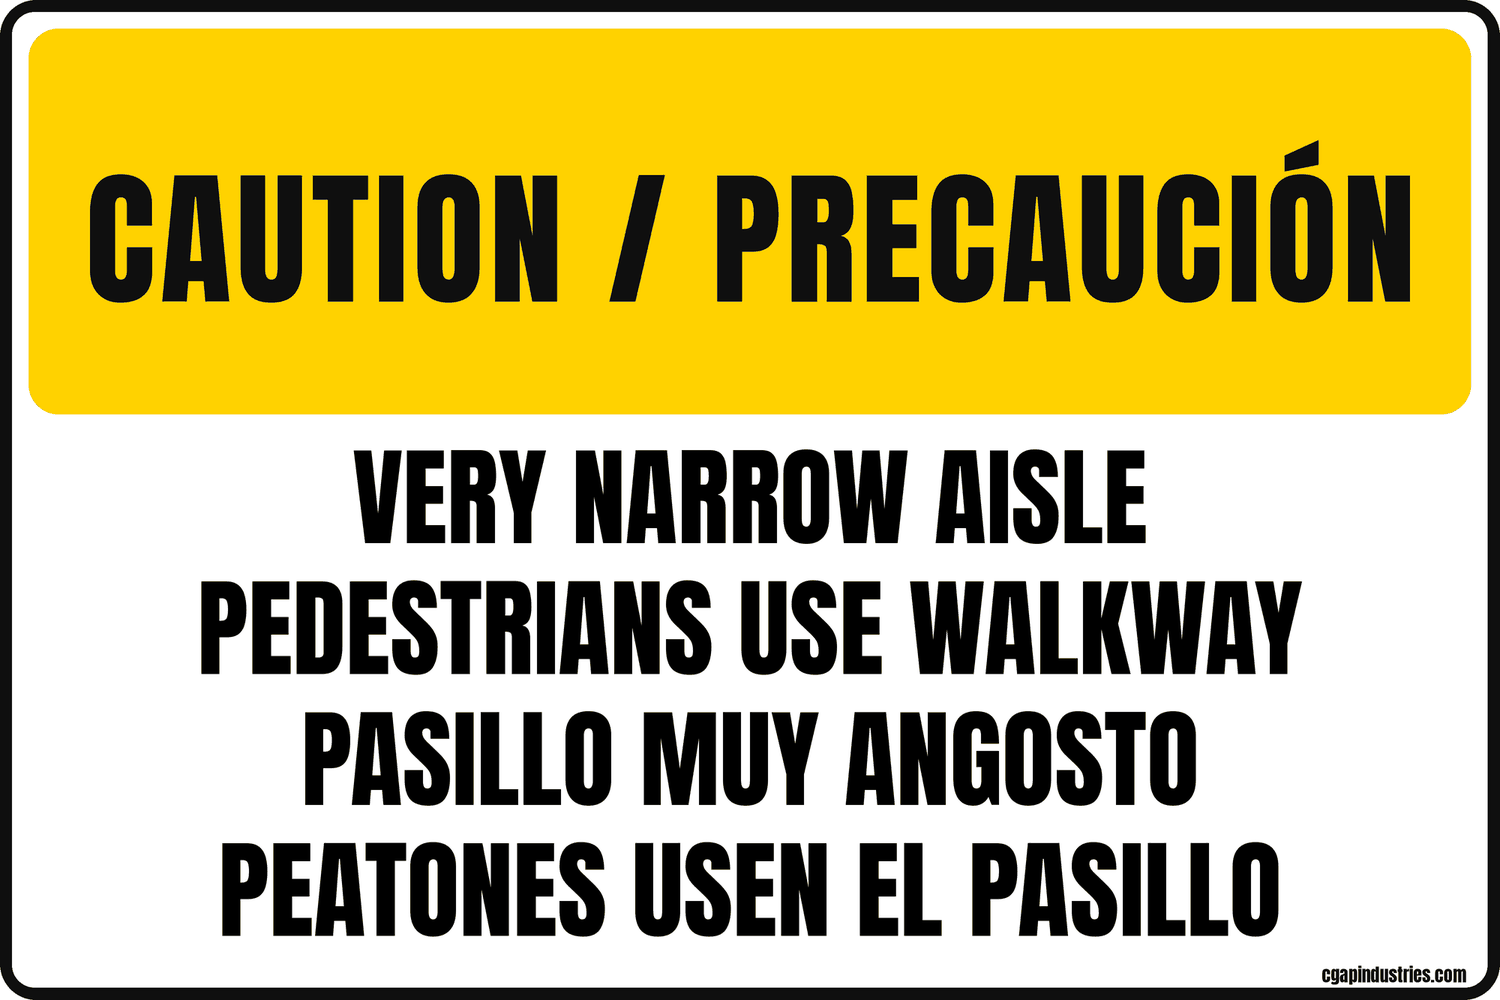 CAUTION / PRECAUCIÓN
VERY NARROW AISLE
PEDESTRIANS USE WALKWAY
PASILLO MUY ANGOSTO
PEATONES USEN EL PASILLO
cgapindustries.com